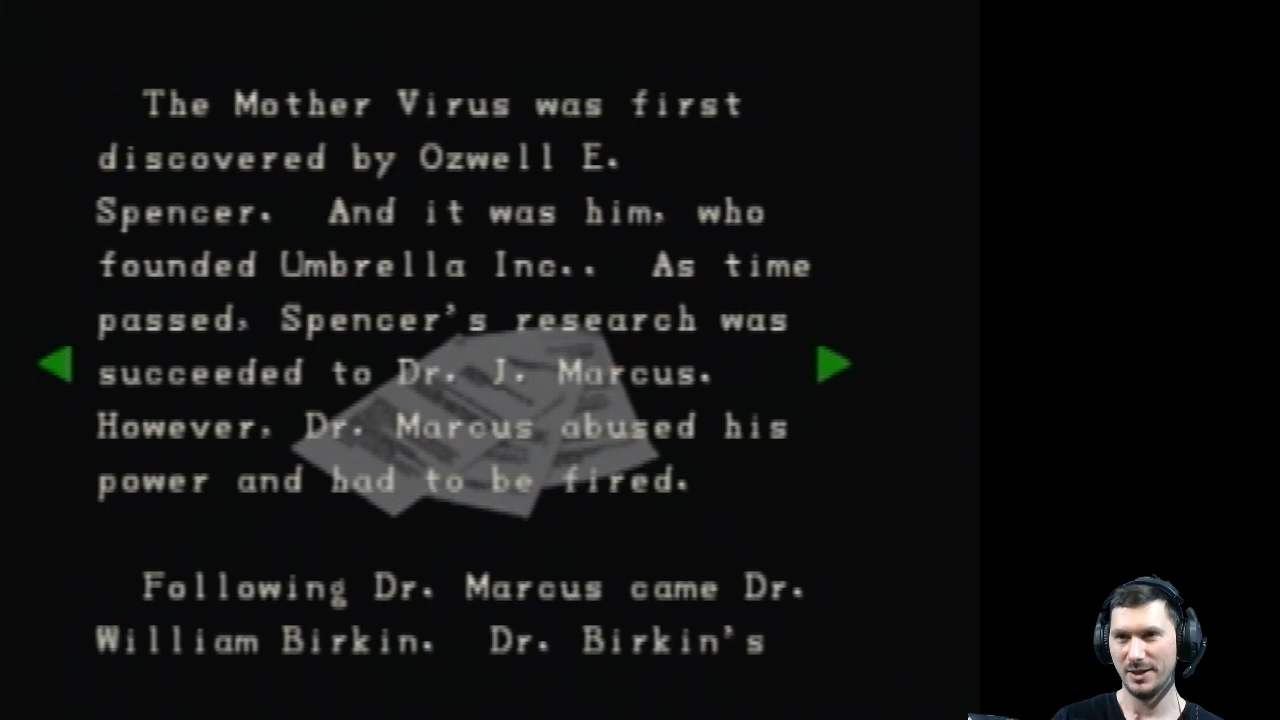 The Mother Virus was first
discovered by Ozwell E.
Spencer. And it was him, who
founded Umbrella Inc.. As time
passed, Spencer's research was
succeeded to Dr. J. Marcus.
However, Dr. Marcus abused his
power and had to be fired.
Following Dr. Marcus came Dr.
William Birkin. Dr. Birkin's